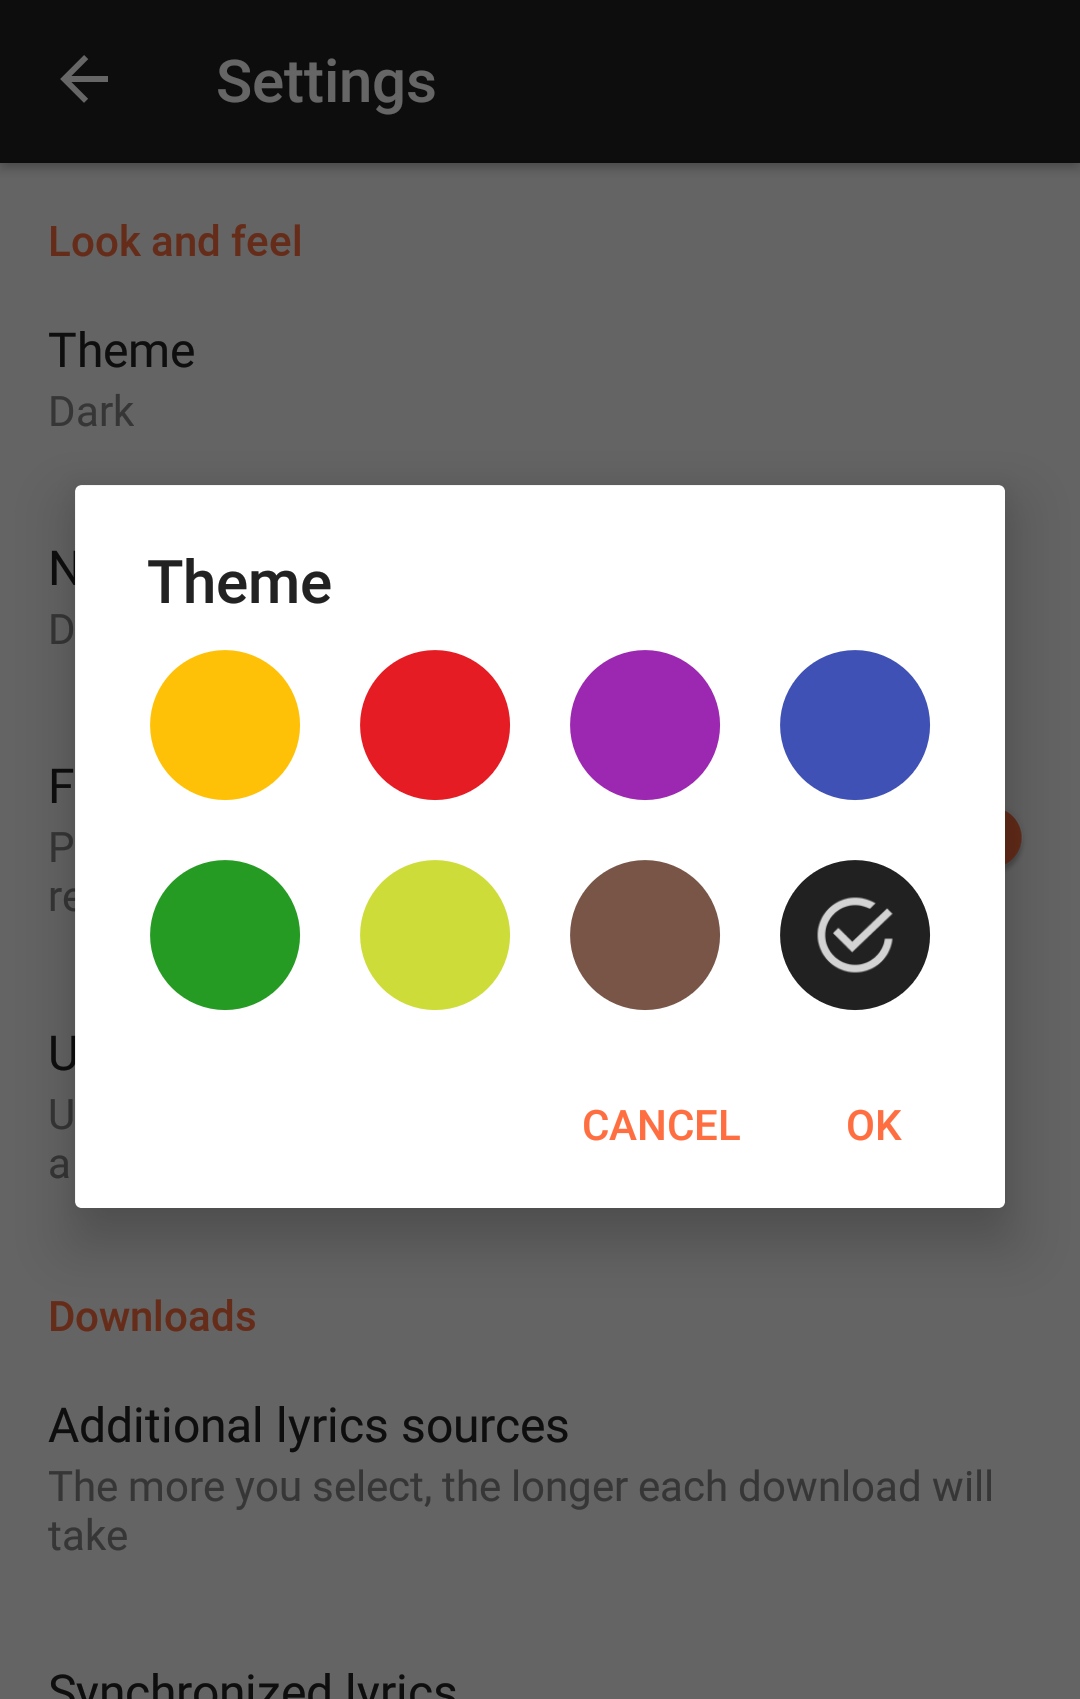 Settings
Look and feel
Theme
Dark
Theme
CANCEL
OK
Downloads
Additional lyrics sources
The more you select, the longer each download will
take
Synchronized lyrics